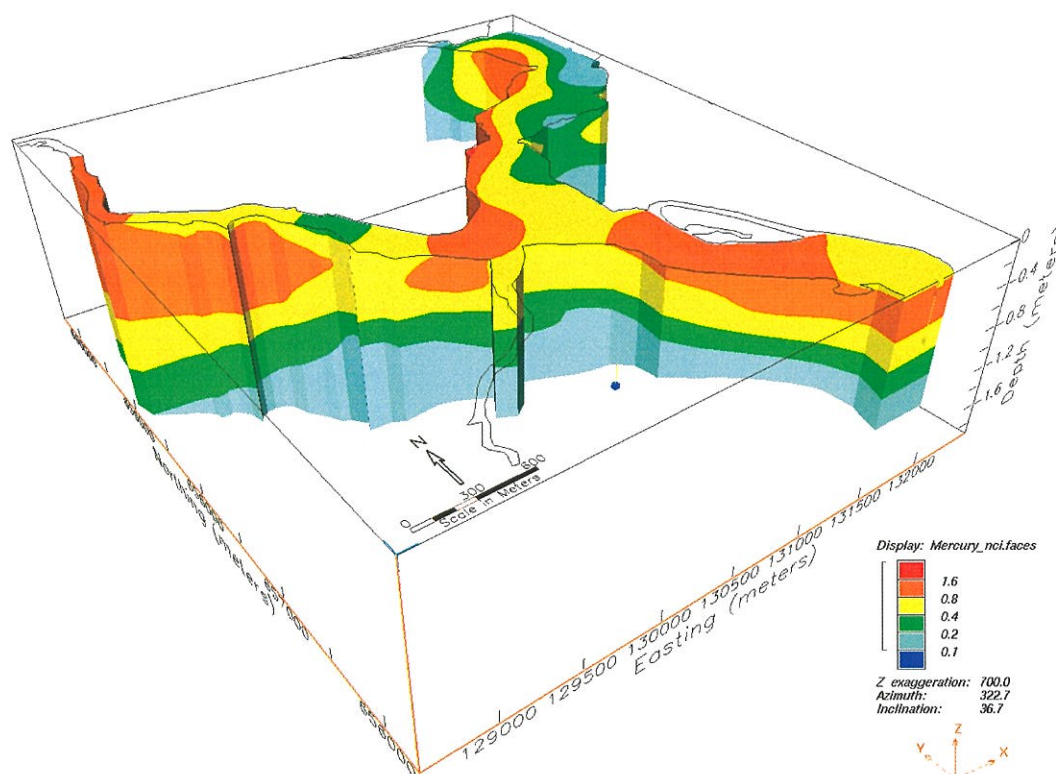 0
0.4
0.8
1.2
1.6
Depth (meters)
N
0 300 600
Scale in Meters
Northing (meters)
657000
656000
129000 129500 130000 130500 131000 131500 132000
Easting (meters)
Display: Mercury_nci.faces
1.6
0.8
0.4
0.2
0.1
Z exaggeration: 700.0
Azimuth: 322.7
Inclination: 36.7
Z
Y
X